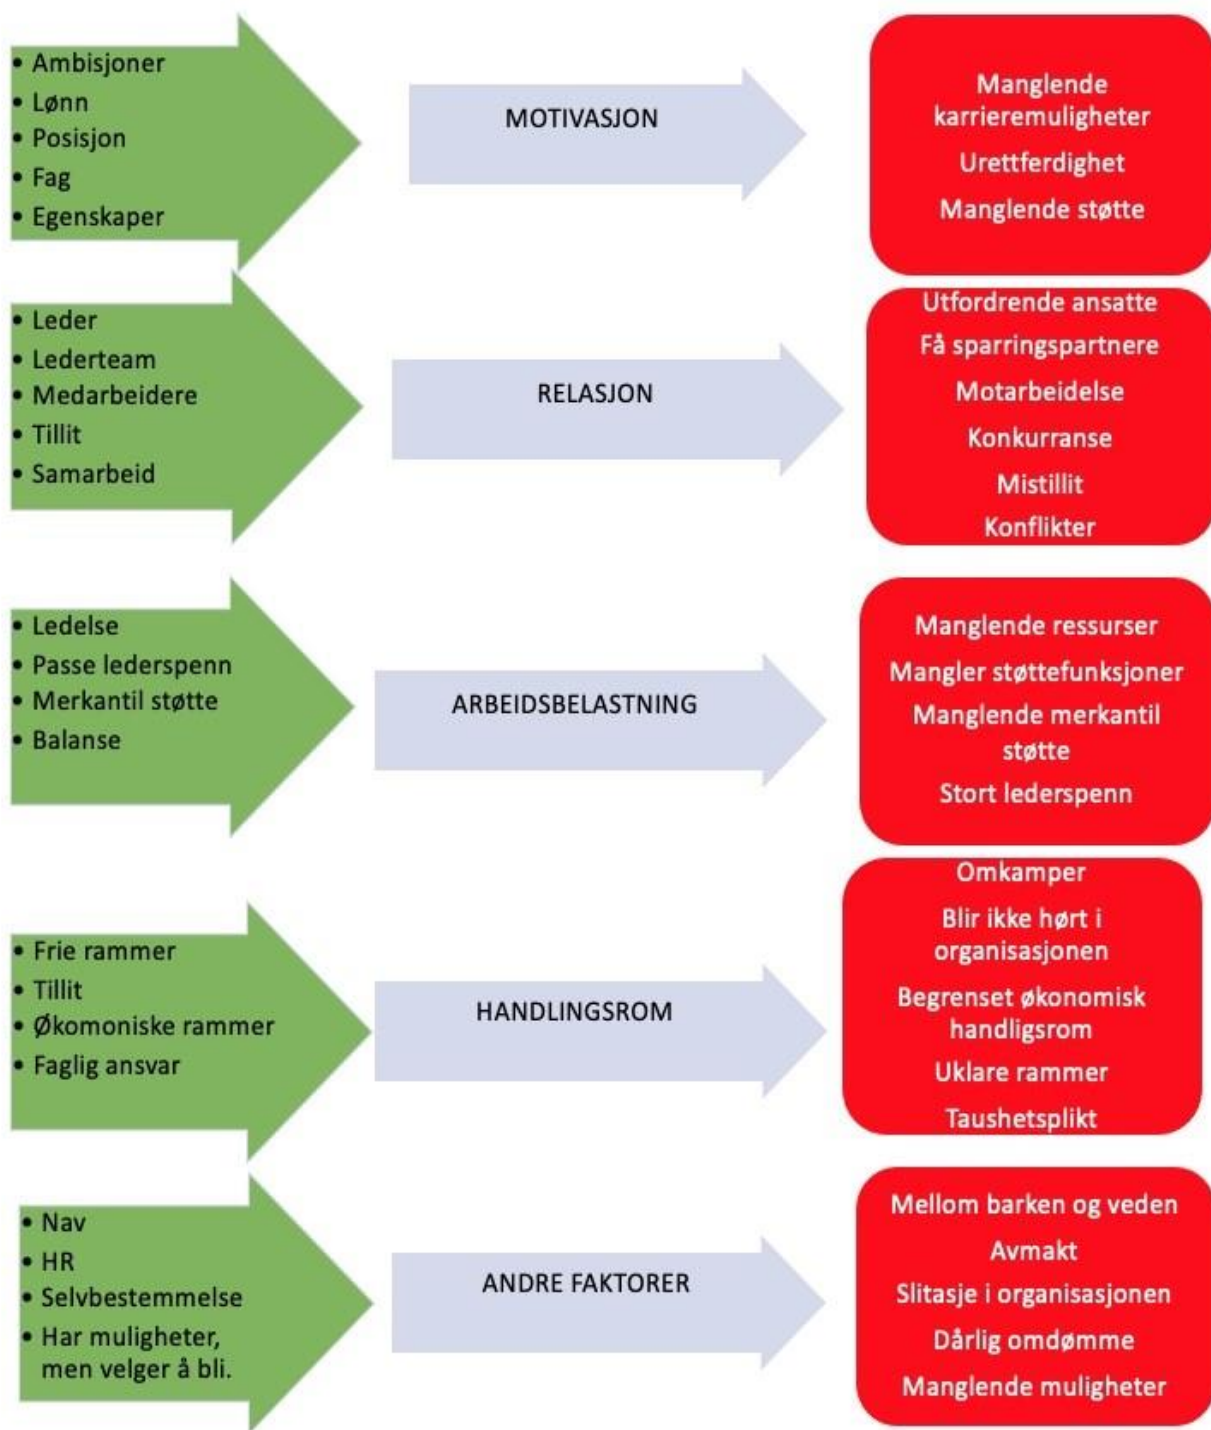 • Ambisjoner
• Lønn
• Posisjon
• Fag
• Egenskaper
MOTIVASJON
Manglende
karrieremuligheter
Urettferdighet
Manglende støtte
• Leder
• Lederteam
• Medarbeidere
• Tillit
• Samarbeid
RELASJON
Utfordrende ansatte
Få sparringspartnere
Motarbeidelse
Konkurranse
Mistillit
Konflikter
• Ledelse
• Passe lederspenn
• Merkantil støtte
• Balanse
ARBEIDSBELASTNING
Manglende ressurser
Mangler støttefunksjoner
Manglende merkantil
støtte
Stort lederspenn
• Frie rammer
• Tillit
• Økomoniske rammer
• Faglig ansvar
HANDLINGSROM
Omkamper
Blir ikke hørt i
organisasjonen
Begrenset økonomisk
handligsrom
Uklare rammer
Taushetsplikt
• Nav
• HR
• Selvbestemmelse
• Har muligheter,
men velger å bli.
ANDRE FAKTORER
Mellom barken og veden
Avmakt
Slitasje i organisasjonen
Dårlig omdømme
Manglende muligheter